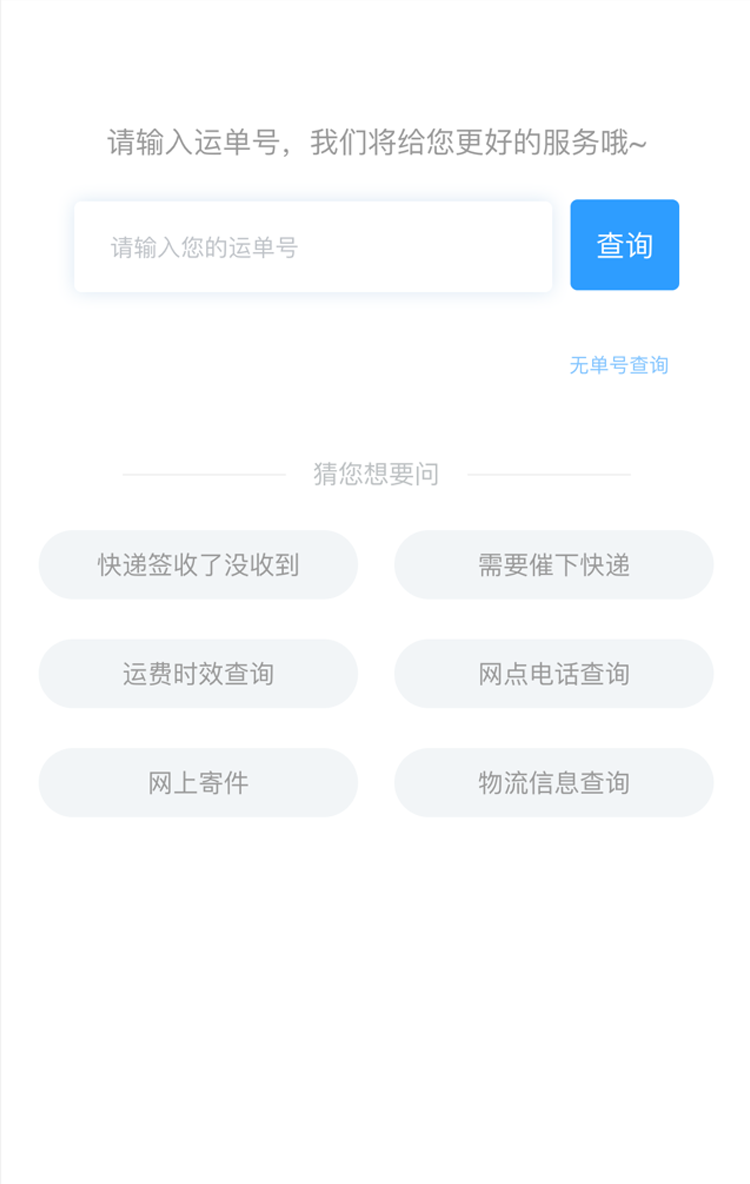 请输入运单号，我们将给您更好的服务哦~
请输入您的运单号
查询
无单号查询
猜您想要问
快递签收了没收到
需要催下快递
运费时效查询
网点电话查询
网上寄件
物流信息查询